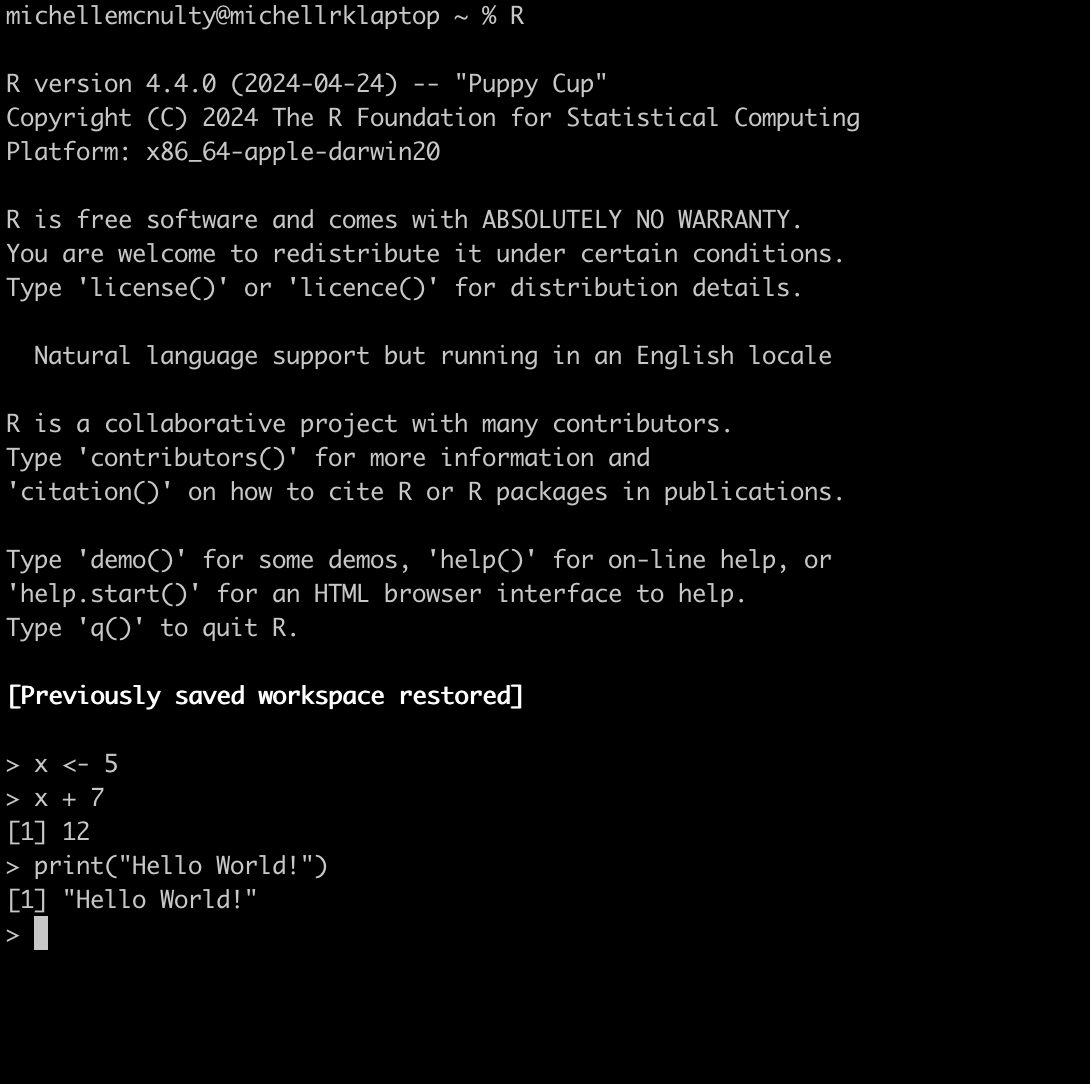 michellemcnulty@michellrklaptop ~ % R
R version 4.4.0 (2024-04-24) -- "Puppy Cup"
Copyright (C) 2024 The R Foundation for Statistical Computing
Platform: x86_64-apple-darwin20
R is free software and comes with ABSOLUTELY NO WARRANTY.
You are welcome to redistribute it under certain conditions.
Type 'license()' or 'licence()' for distribution details.
  Natural language support but running in an English locale
R is a collaborative project with many contributors.
Type 'contributors()' for more information and
'citation()' on how to cite R or R packages in publications.
Type 'demo()' for some demos, 'help()' for on-line help, or
'help.start()' for an HTML browser interface to help.
Type 'q()' to quit R.
[Previously saved workspace restored]
> x <- 5
> x + 7
[1] 12
> print("Hello World!")
[1] "Hello World!"
>